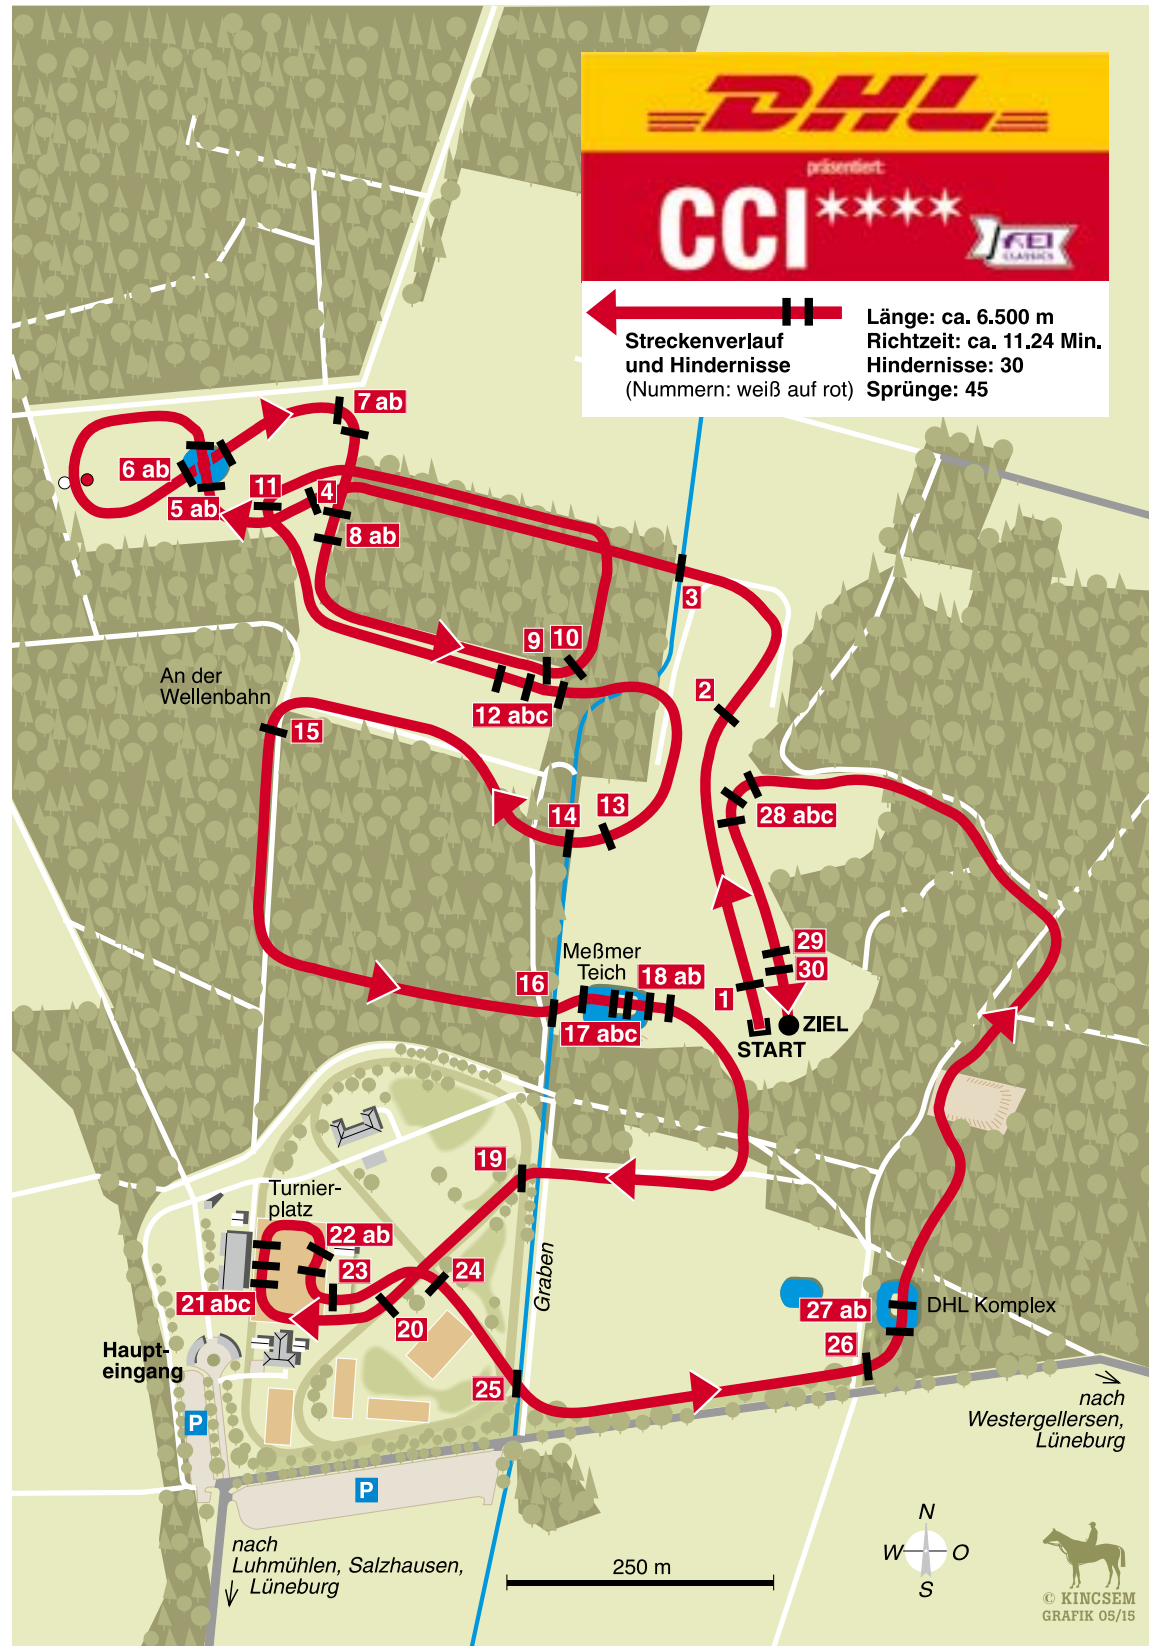 DHL
präsentiert:
CCI****
FEI
CLASSICS
Streckenverlauf
und Hindernisse
(Nummern: weiß auf rot)
Länge: ca. 6.500 m
Richtzeit: ca. 11.24 Min.
Hindernisse: 30
Sprünge: 45
7 ab
6 ab
11
4
5 ab
8 ab
3
9
10
An der
Wellenbahn
2
12 abc
15
14
13
28 abc
29
30
Meßmer
Teich
16
18 ab
1
17 abc
ZIEL
START
19
Turnier-
platz
22 ab
23
24
Graben
21 abc
20
27 ab
DHL Komplex
26
Haupt-
eingang
25
nach
Westergellersen,
Lüneburg
P
P
nach
Luhmühlen, Salzhausen,
Lüneburg
250 m
N
W
O
S
© KINCSEM
GRAFIK 05/15